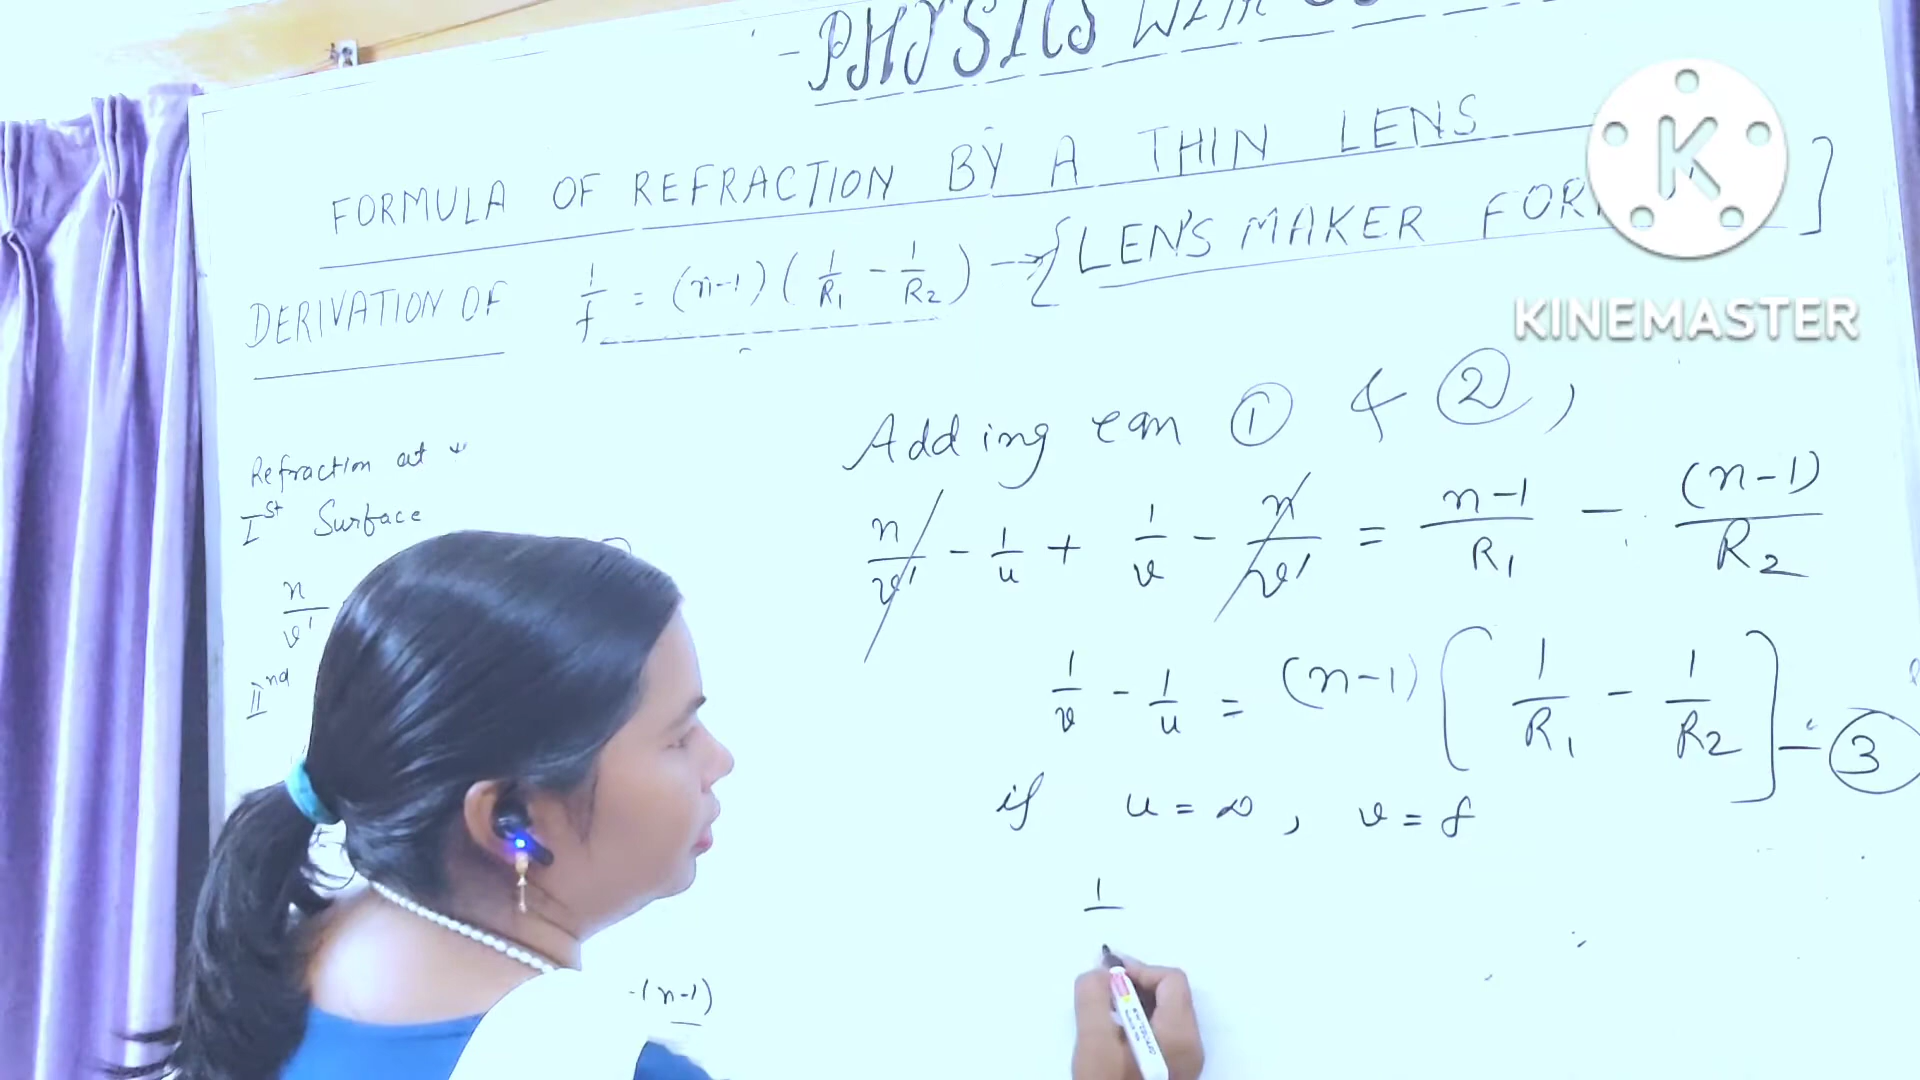 -PHYSICS
FORMULA OF REFRACTION BY A THIN LENS
DERIVATION OF 1/f = (n-1) ( 1/R1 - 1/R2 ) → { LEN'S MAKER FOR ]
KINEMASTER
Adding eqn ① & ② ,
Refraction at
Ist Surface
n/v' - 1/u + 1/v - n/v' = n-1/R1 - (n-1)/R2
n/v'
IInd
1/v - 1/u = (n-1) [ 1/R1 - 1/R2 ] - ③
if u = ∞ , v = f
1
-(n-1)